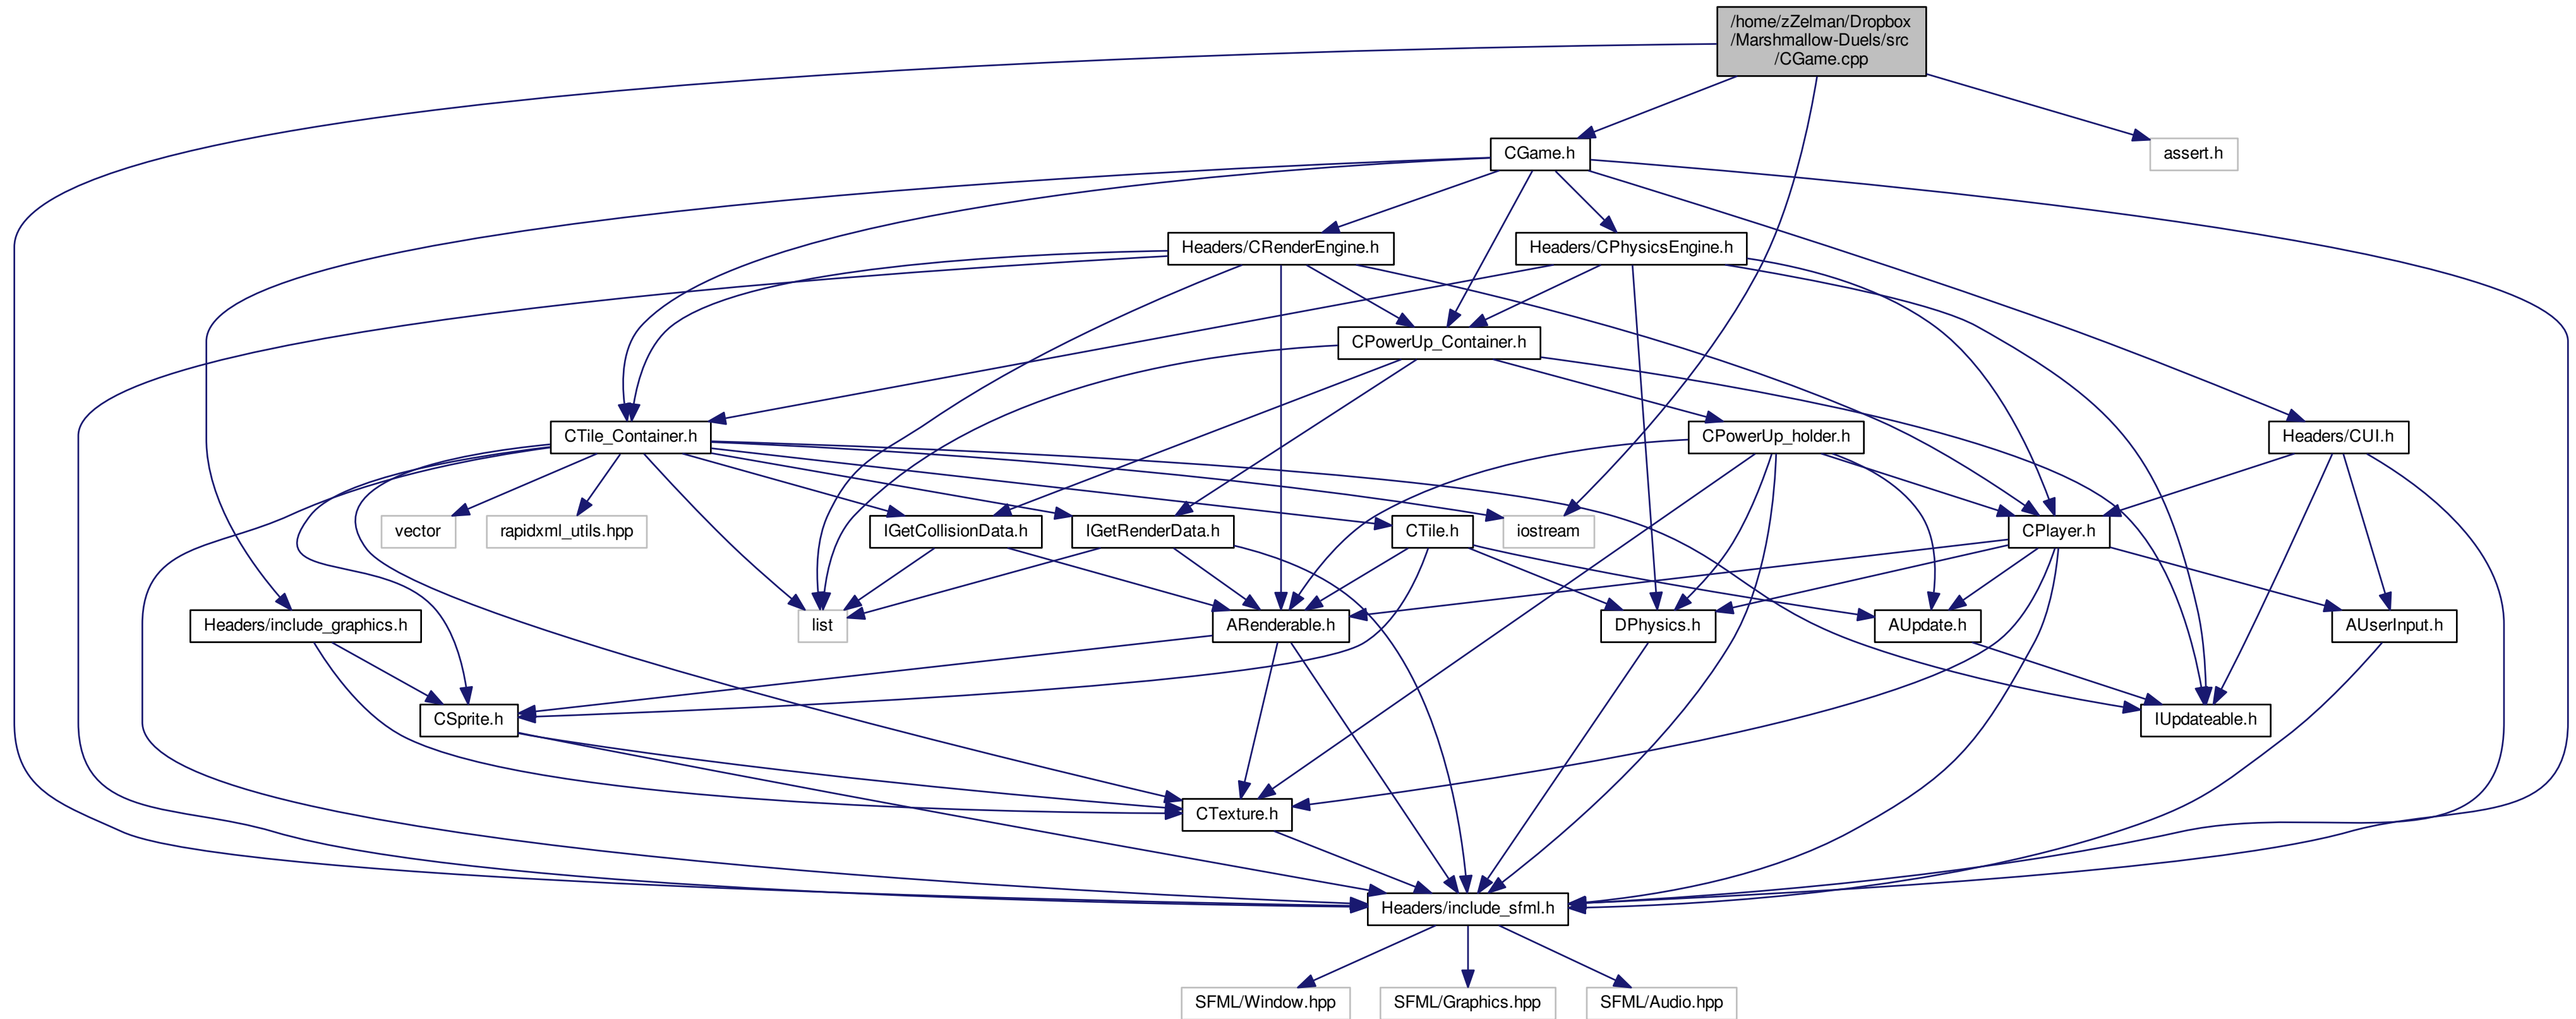 /home/zZelman/Dropbox
/Marshmallow-Duels/src
/CGame.cpp
CGame.h
assert.h
Headers/CRenderEngine.h
Headers/CPhysicsEngine.h
CPowerUp_Container.h
CTile_Container.h
CPowerUp_holder.h
Headers/CUI.h
vector
rapidxml_utils.hpp
IGetCollisionData.h
IGetRenderData.h
CTile.h
iostream
CPlayer.h
Headers/include_graphics.h
list
ARenderable.h
DPhysics.h
AUpdate.h
AUserInput.h
CSprite.h
IUpdateable.h
CTexture.h
Headers/include_sfml.h
SFML/Window.hpp
SFML/Graphics.hpp
SFML/Audio.hpp